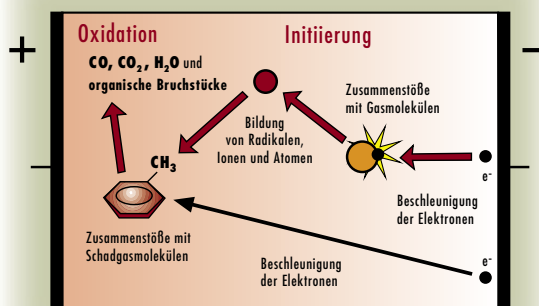 Oxidation
Initiierung
+
–
CO, CO₂, H₂O und
organische Bruchstücke
Zusammenstöße
mit Gasmolekülen
Bildung
von Radikalen,
Ionen und Atomen
CH₃
e⁻
Beschleunigung
der Elektronen
Zusammenstöße mit
Schadgasmolekülen
Beschleunigung
der Elektronen
e⁻